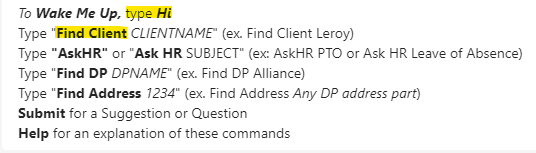 To Wake Me Up, type Hi
Type "Find Client CLIENTNAME" (ex. Find Client Leroy)
Type "AskHR" or "Ask HR SUBJECT" (ex: AskHR PTO or Ask HR Leave of Absence)
Type "Find DP DPNAME" (ex. Find DP Alliance)
Type "Find Address 1234" (ex. Find Address Any DP address part)
Submit for a Suggestion or Question
Help for an explanation of these commands